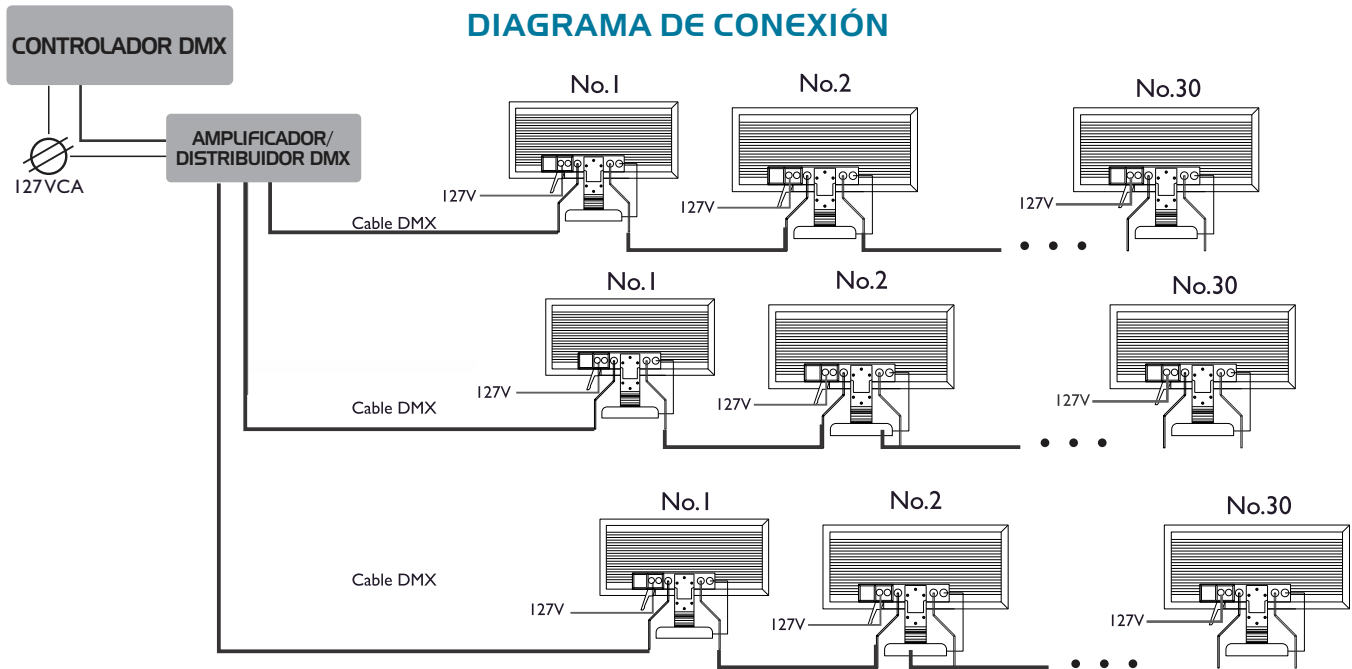 DIAGRAMA DE CONEXIÓN
CONTROLADOR DMX
127 VCA
AMPLIFICADOR/
DISTRIBUIDOR DMX
No.1
No.2
No.30
127V
127V
127V
Cable DMX
No.1
No.2
No.30
127V
127V
127V
Cable DMX
No.1
No.2
No.30
Cable DMX
127V
127V
127V